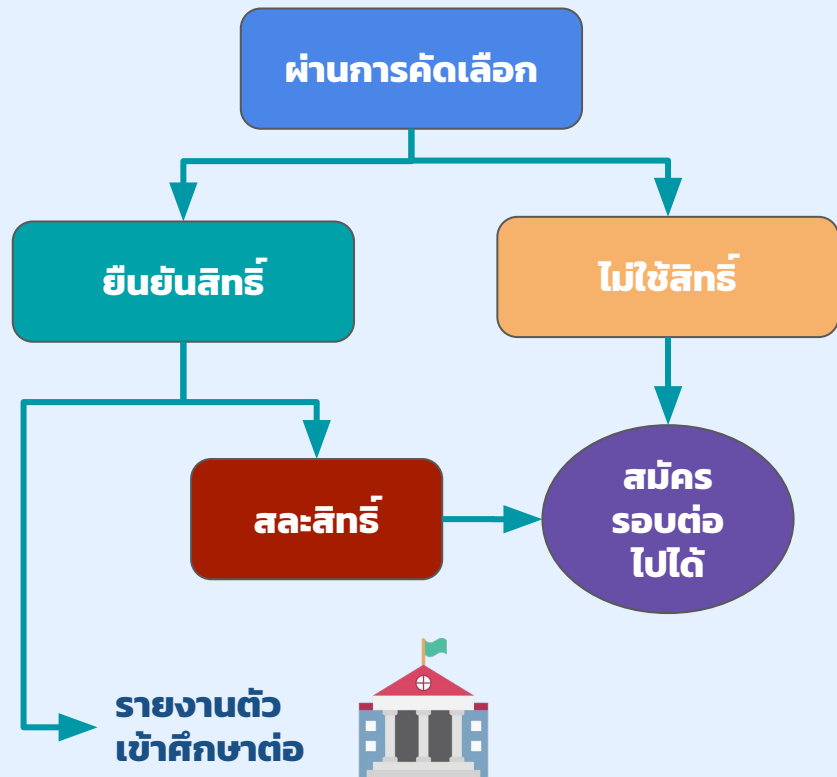 ผ่านการคัดเลือก
ยืนยันสิทธิ์
ไม่ใช้สิทธิ์
สละสิทธิ์
สมัคร
รอบต่อ
ไปได้
รายงานตัว
เข้าศึกษาต่อ